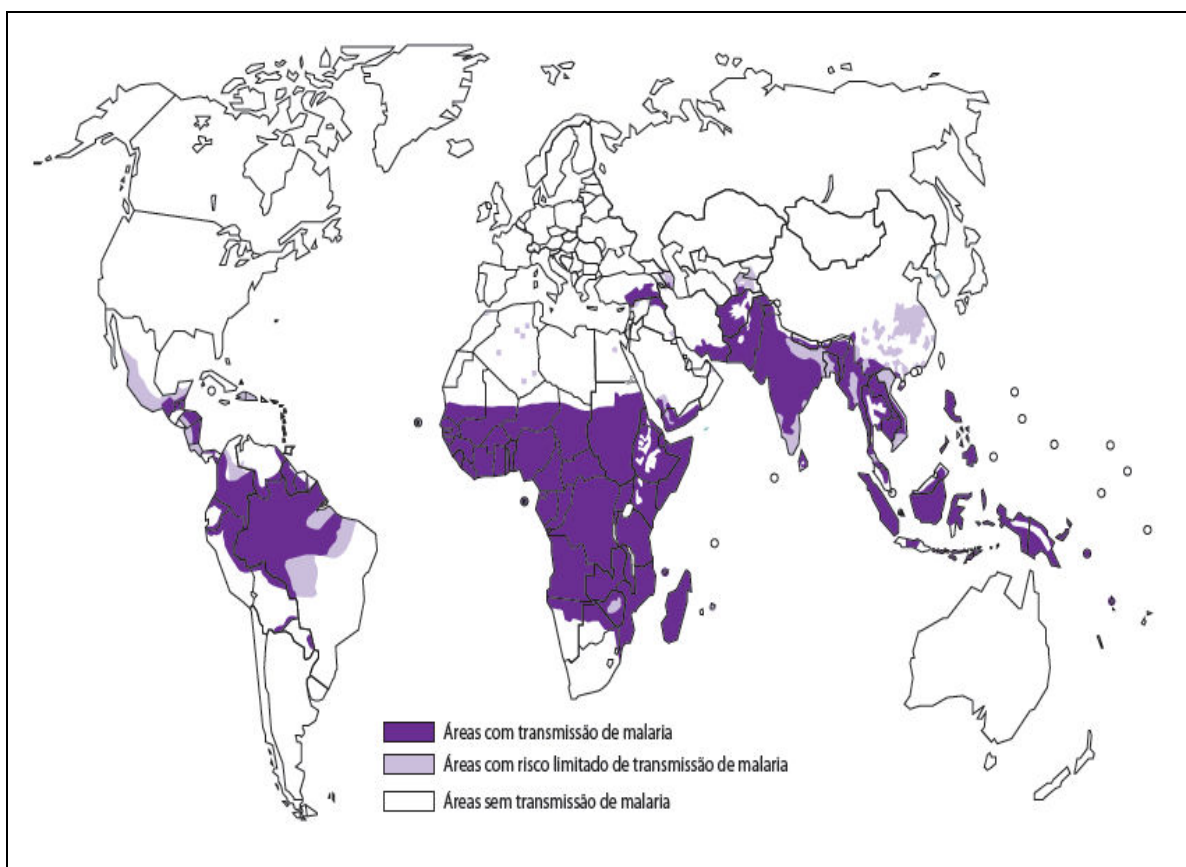 Áreas com transmissão de malaria
Áreas com risco limitado de transmissão de malaria
Áreas sem transmissão de malaria